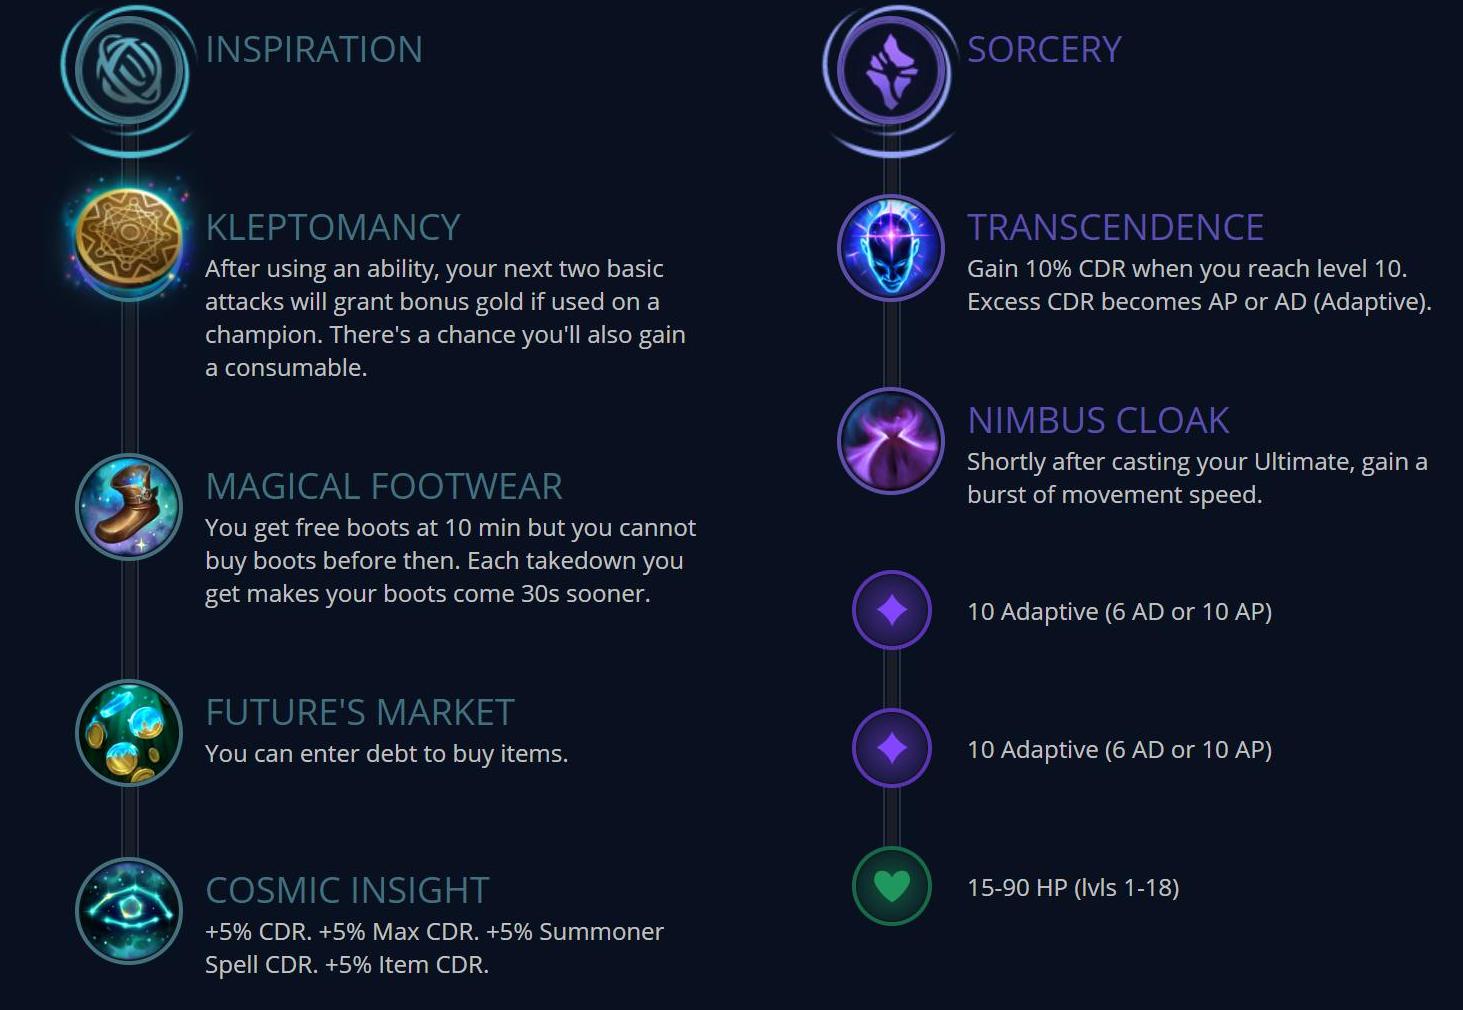 INSPIRATION
KLEPTOMANCY
After using an ability, your next two basic
attacks will grant bonus gold if used on a
champion. There's a chance you'll also gain
a consumable.
MAGICAL FOOTWEAR
You get free boots at 10 min but you cannot
buy boots before then. Each takedown you
get makes your boots come 30s sooner.
FUTURE'S MARKET
You can enter debt to buy items.
COSMIC INSIGHT
+5% CDR. +5% Max CDR. +5% Summoner
Spell CDR. +5% Item CDR.
SORCERY
TRANSCENDENCE
Gain 10% CDR when you reach level 10.
Excess CDR becomes AP or AD (Adaptive).
NIMBUS CLOAK
Shortly after casting your Ultimate, gain a
burst of movement speed.
10 Adaptive (6 AD or 10 AP)
10 Adaptive (6 AD or 10 AP)
15-90 HP (lvls 1-18)